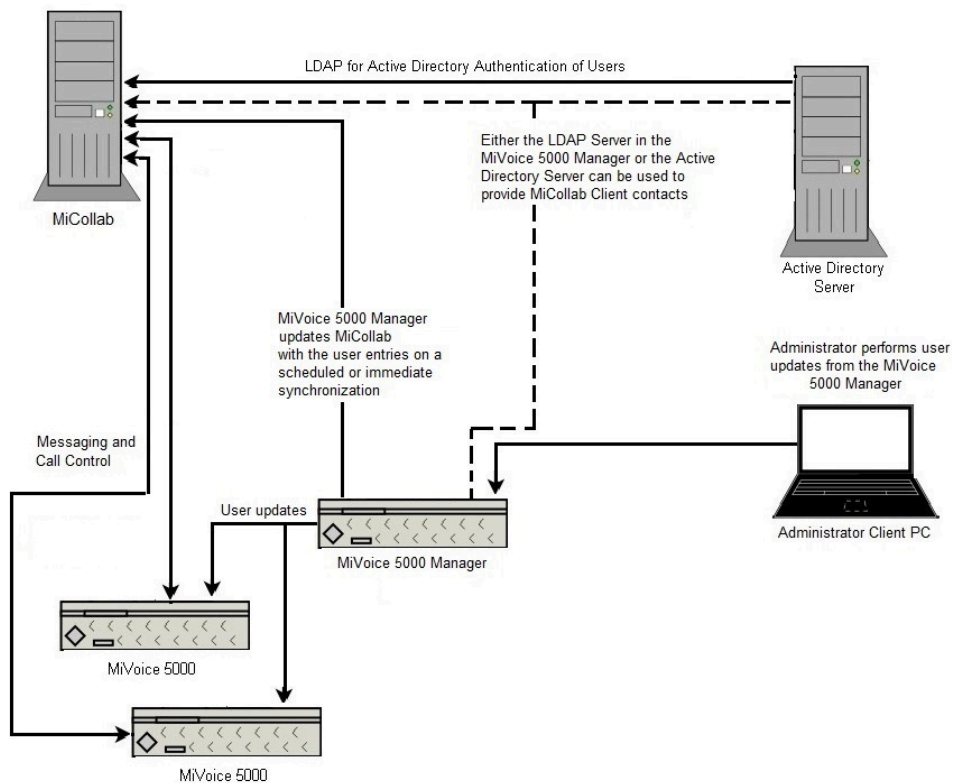 LDAP for Active Directory Authentication of Users
Either the LDAP Server in the
MiVoice 5000 Manager or the Active
Directory Server can be used to
provide MiCollab Client contacts
MiCollab
Active Directory
Server
MiVoice 5000 Manager
updates MiCollab
with the user entries on a
scheduled or immediate
synchronization
Administrator performs user
updates from the MiVoice
5000 Manager
Messaging and
Call Control
User updates
Administrator Client PC
MiVoice 5000 Manager
MiVoice 5000
MiVoice 5000